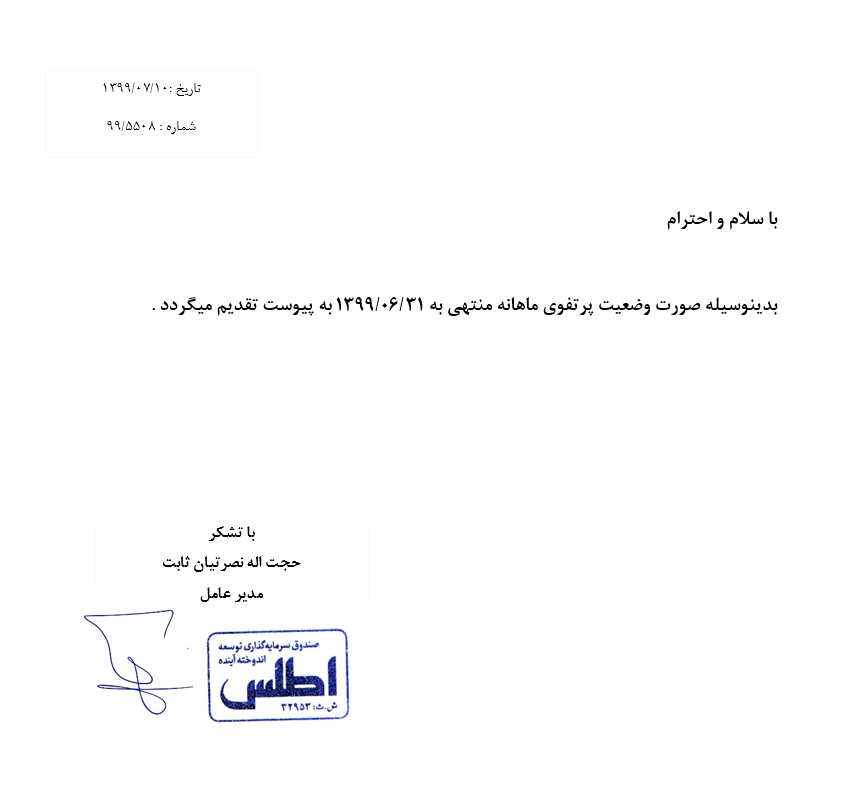 تاریخ :۱۳۹۹/۰۷/۱۰
شماره : ۹۹/۵۵۰۸
با سلام و احترام
بدینوسیله صورت وضعیت پرتفوی ماهانه منتهی به ۱۳۹۹/۰۶/۳۱ به پیوست تقدیم میگردد .
با تشکر
حجت اله نصرتیان ثابت
مدیر عامل
صندوق سرمایه‌گذاری توسعه
اندوخته آینده
اطلس
ش.ث: ۳۲۹۵۳